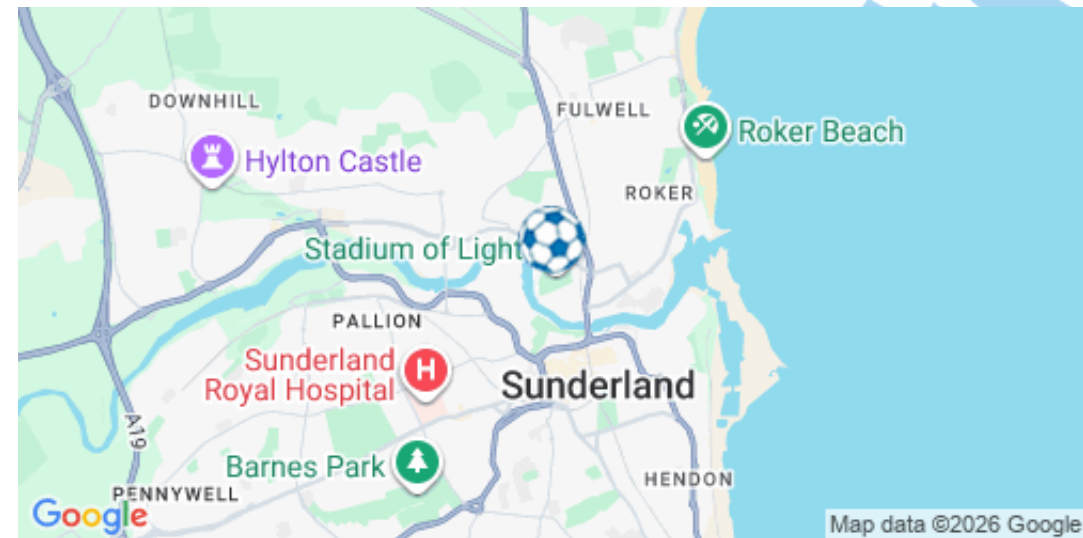 DOWNHILL
FULWELL
Roker Beach
Hylton Castle
ROKER
Stadium of Light
PALLION
Sunderland
Royal Hospital
H
Sunderland
A19
Barnes Park
HENDON
PENNYWELL
Google
Map data ©2026 Google